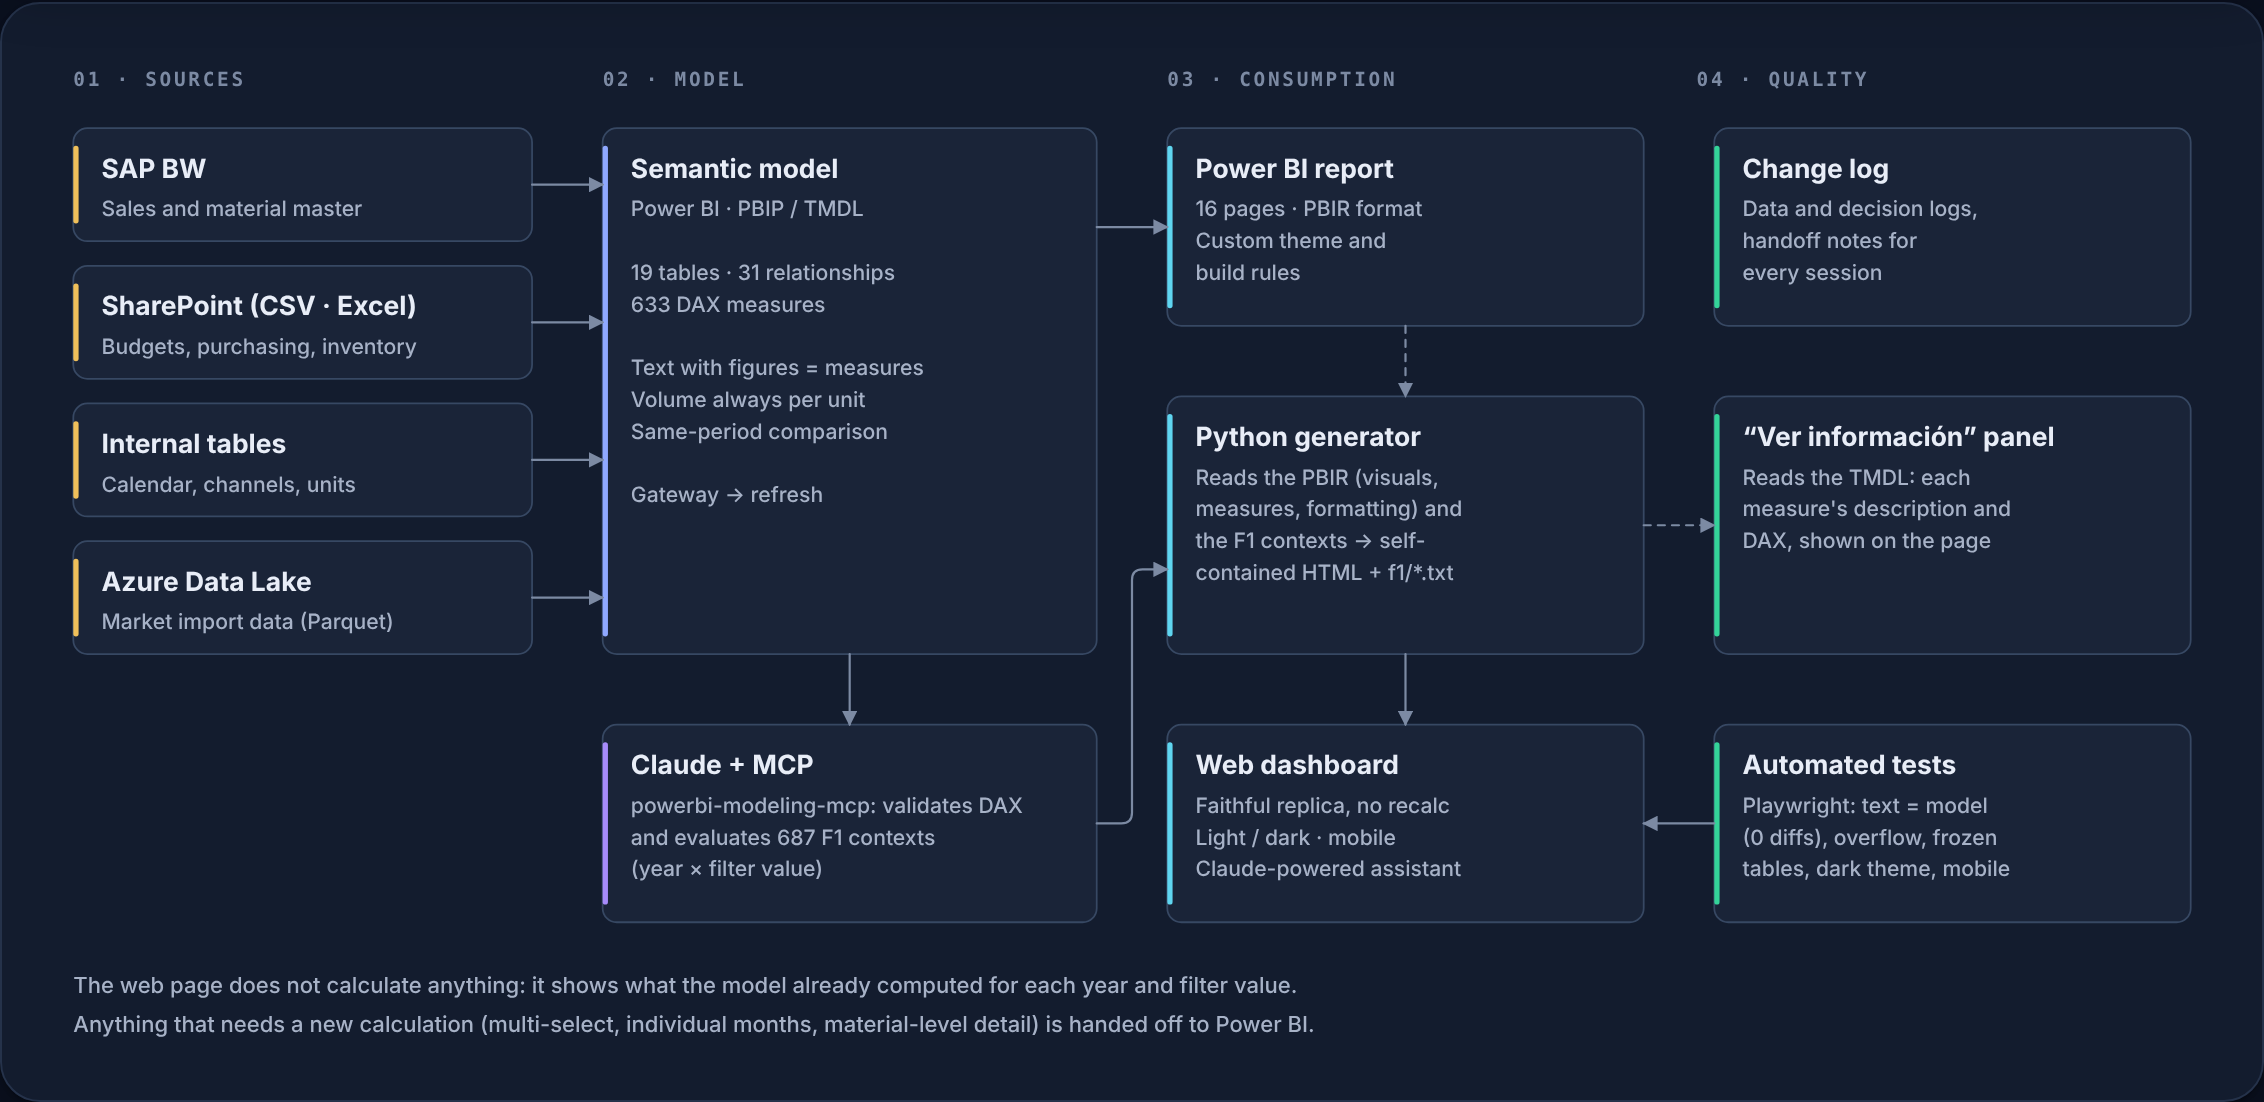 01 · SOURCES
SAP BW
Sales and material master
SharePoint (CSV · Excel)
Budgets, purchasing, inventory
Internal tables
Calendar, channels, units
Azure Data Lake
Market import data (Parquet)
02 · MODEL
Semantic model
Power BI · PBIP / TMDL
19 tables · 31 relationships
633 DAX measures
Text with figures = measures
Volume always per unit
Same-period comparison
Gateway → refresh
Claude + MCP
powerbi-modeling-mcp: validates DAX
and evaluates 687 F1 contexts
(year × filter value)
03 · CONSUMPTION
Power BI report
16 pages · PBIR format
Custom theme and
build rules
Python generator
Reads the PBIR (visuals,
measures, formatting) and
the F1 contexts → self-
contained HTML + f1/*.txt
Web dashboard
Faithful replica, no recalc
Light / dark · mobile
Claude-powered assistant
04 · QUALITY
Change log
Data and decision logs,
handoff notes for
every session
“Ver información” panel
Reads the TMDL: each
measure's description and
DAX, shown on the page
Automated tests
Playwright: text = model
(0 diffs), overflow, frozen
tables, dark theme, mobile
The web page does not calculate anything: it shows what the model already computed for each year and filter value.
Anything that needs a new calculation (multi-select, individual months, material-level detail) is handed off to Power BI.